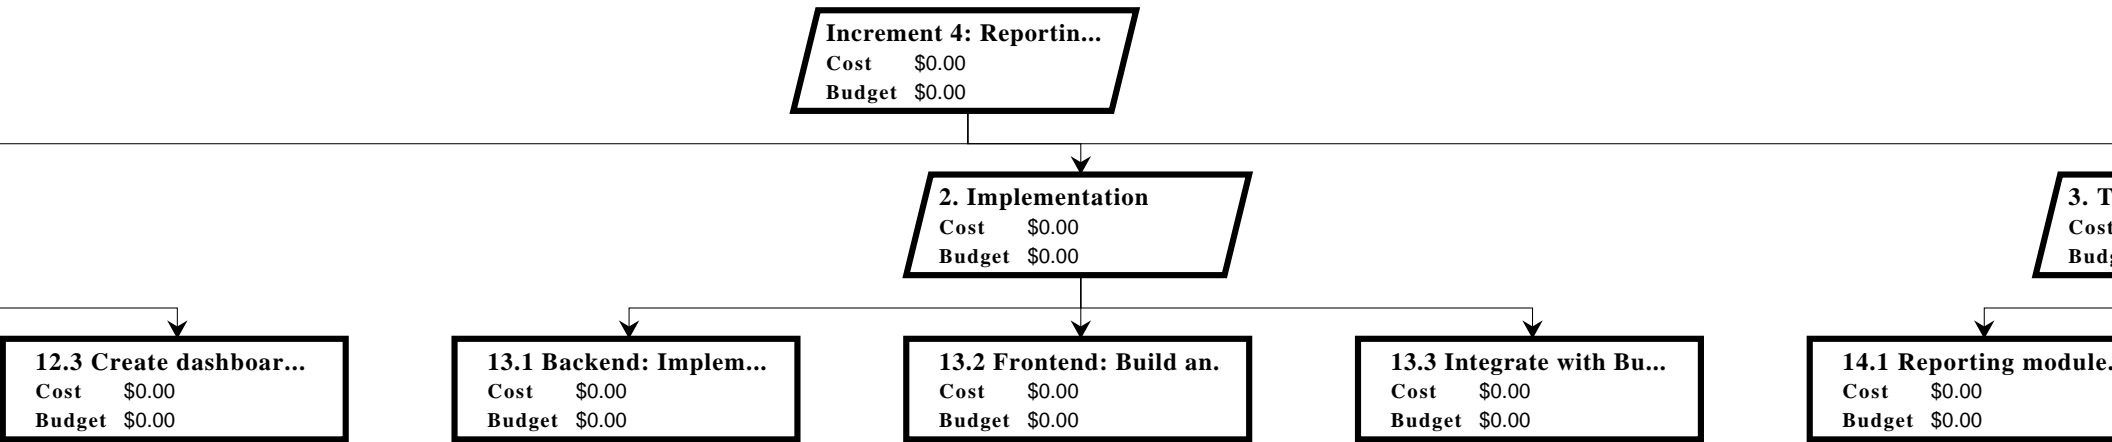 Increment 4: Reportin...
Cost $0.00
Budget $0.00
2. Implementation
Cost $0.00
Budget $0.00
3. T
Cost
Budg
12.3 Create dashboar...
Cost $0.00
Budget $0.00
13.1 Backend: Implem...
Cost $0.00
Budget $0.00
13.2 Frontend: Build an.
Cost $0.00
Budget $0.00
13.3 Integrate with Bu...
Cost $0.00
Budget $0.00
14.1 Reporting module.
Cost $0.00
Budget $0.00